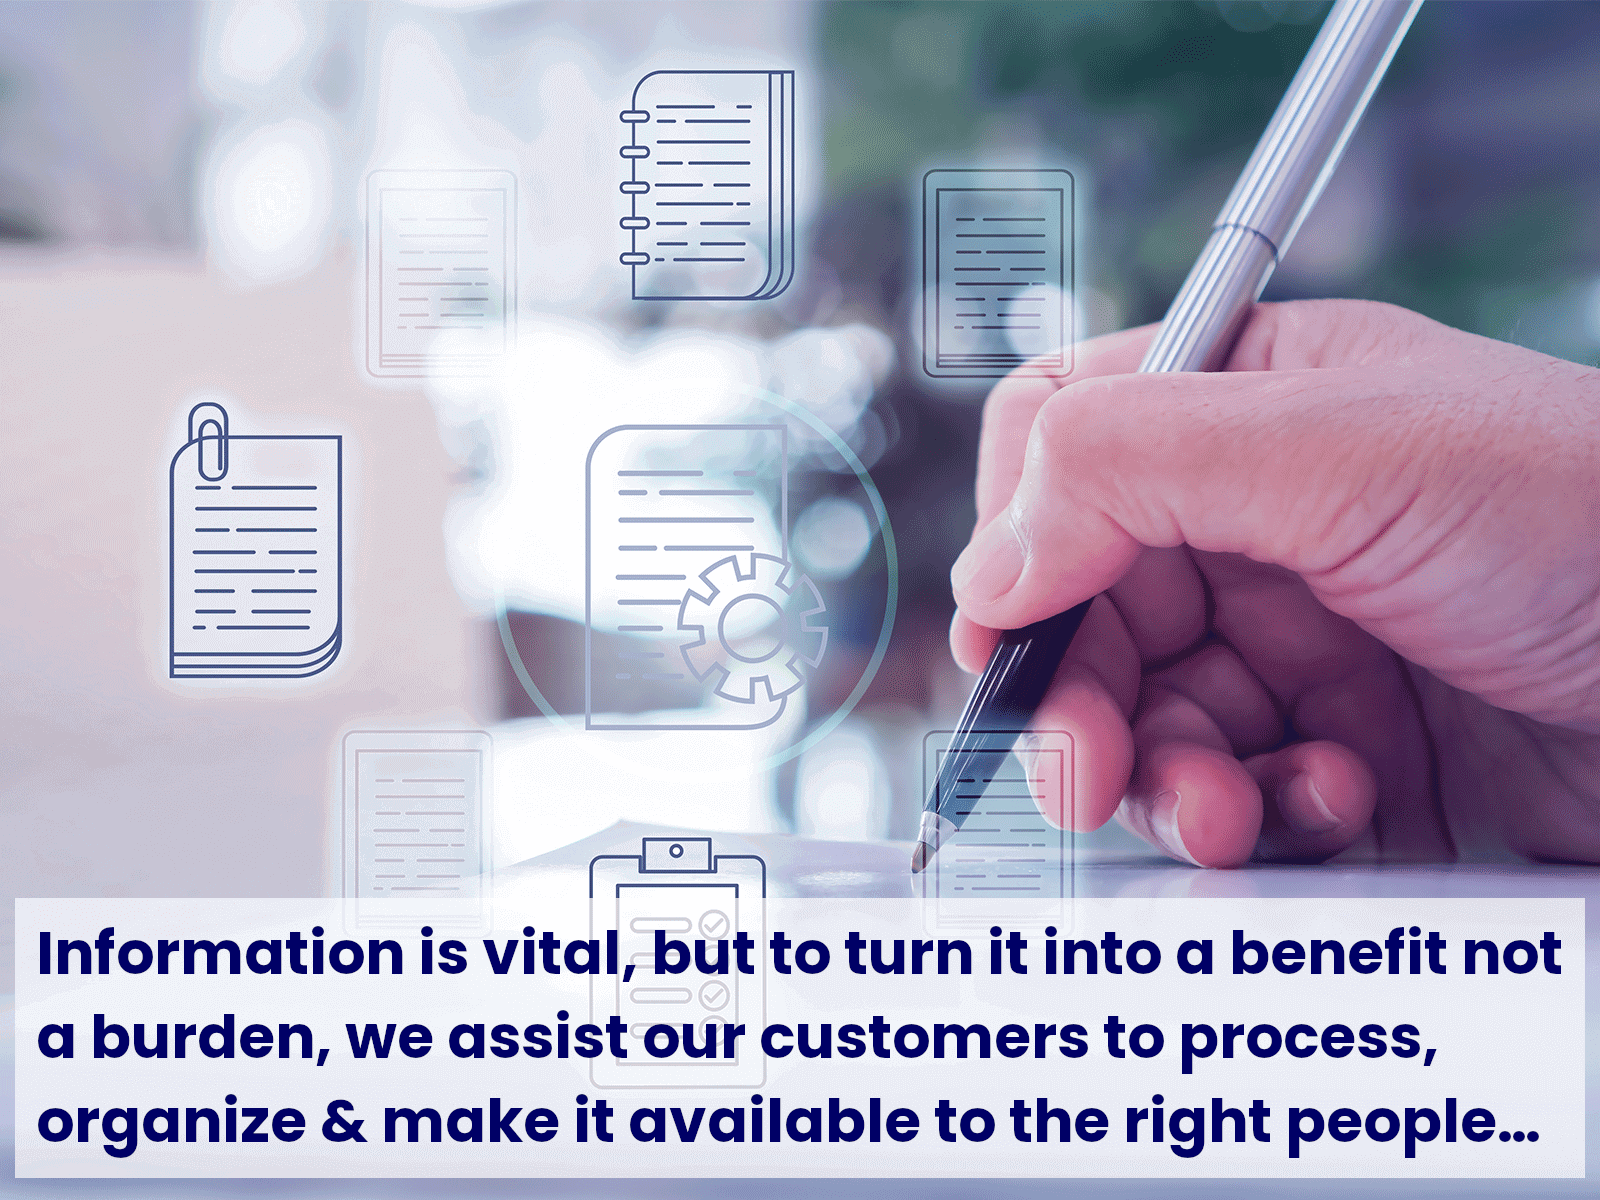 Information is vital, but to turn it into a benefit not
a burden, we assist our customers to process,
organize & make it available to the right people...